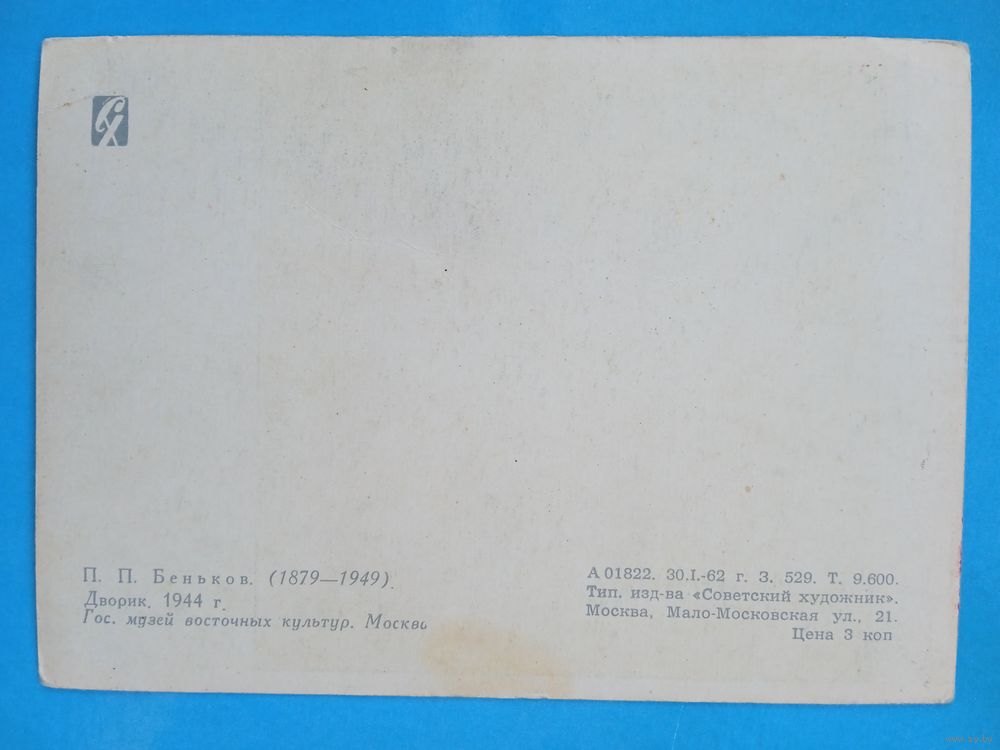 СХ
П. П. Беньков. (1879—1949).
Дворик. 1944 г.
Гос. музей восточных культур. Москва
А 01822. 30.I.-62 г. З. 529. Т. 9.600.
Тип. изд-ва «Советский художник».
Москва, Мало-Московская ул., 21.
Цена 3 коп